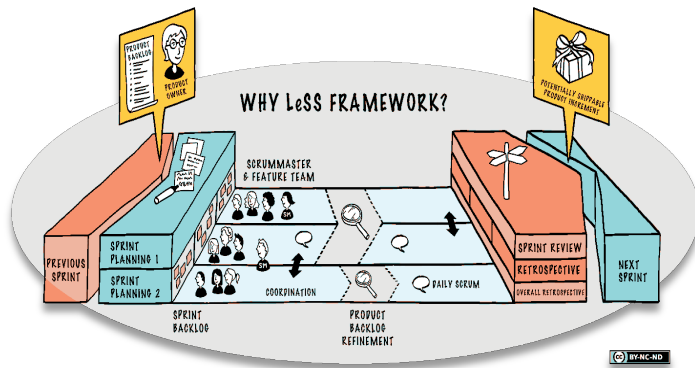 PRODUCT
BACKLOG
PRODUCT
OWNER
POTENTIALLY SHIPPABLE
PRODUCT INCREMENT
WHY LeSS FRAMEWORK?
SCRUMMASTER
& FEATURE TEAM
SM
SM
SPRINT
PLANNING 1
SPRINT
PLANNING 2
PREVIOUS
SPRINT
COORDINATION
DAILY SCRUM
SPRINT REVIEW
RETROSPECTIVE
OVERALL RETROSPECTIVE
NEXT
SPRINT
SPRINT
BACKLOG
PRODUCT
BACKLOG
REFINEMENT
cc BY-NC-ND